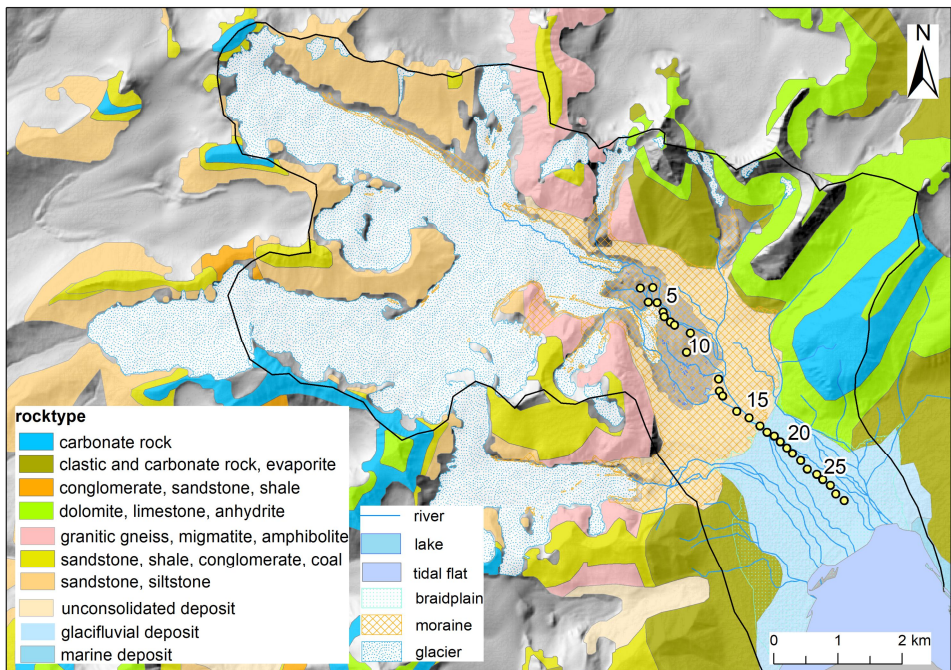 N
5
10
15
20
25
rocktype
carbonate rock
clastic and carbonate rock, evaporite
conglomerate, sandstone, shale
dolomite, limestone, anhydrite
granitic gneiss, migmatite, amphibolite
sandstone, shale, conglomerate, coal
sandstone, siltstone
unconsolidated deposit
glacifluvial deposit
marine deposit
river
lake
tidal flat
braidplain
moraine
glacier
0 1 2 km